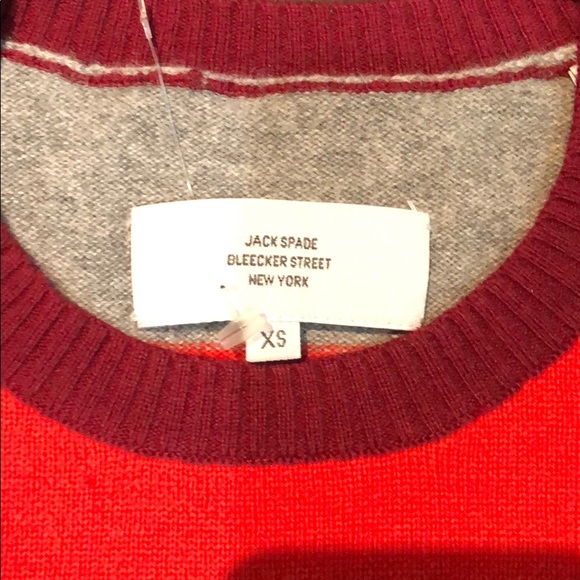 JACK SPADE
BLEECKER STREET
NEW YORK
XS